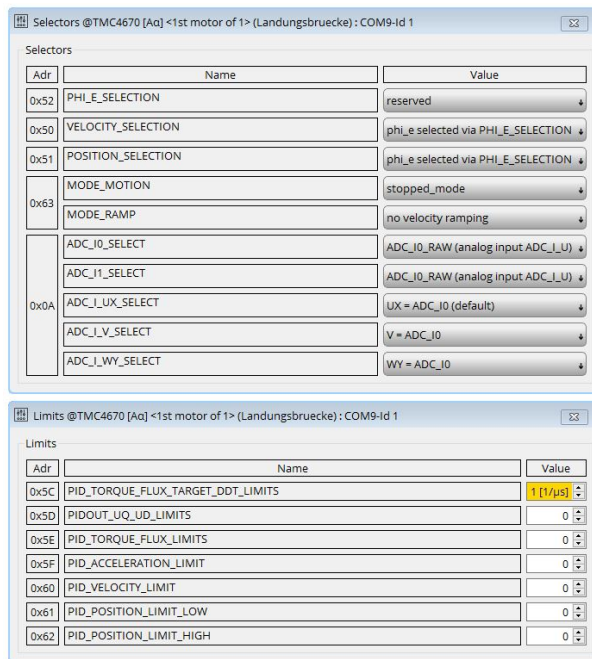 Selectors @TMC4670 [Aα] <1st motor of 1> (Landungsbruecke) : COM9-Id 1
Selectors
Adr Name Value
0x52 PHI_E_SELECTION reserved
0x50 VELOCITY_SELECTION phi_e selected via PHI_E_SELECTION
0x51 POSITION_SELECTION phi_e selected via PHI_E_SELECTION
0x63 MODE_MOTION stopped_mode
MODE_RAMP no velocity ramping
0x0A ADC_I0_SELECT ADC_I0_RAW (analog input ADC_I_U)
ADC_I1_SELECT ADC_I0_RAW (analog input ADC_I_U)
ADC_I_UX_SELECT UX = ADC_I0 (default)
ADC_I_V_SELECT V = ADC_I0
ADC_I_WY_SELECT WY = ADC_I0
Limits @TMC4670 [Aα] <1st motor of 1> (Landungsbruecke) : COM9-Id 1
Limits
Adr Name Value
0x5C PID_TORQUE_FLUX_TARGET_DDT_LIMITS 1 [1/µs]
0x5D PIDOUT_UQ_UD_LIMITS 0
0x5E PID_TORQUE_FLUX_LIMITS 0
0x5F PID_ACCELERATION_LIMIT 0
0x60 PID_VELOCITY_LIMIT 0
0x61 PID_POSITION_LIMIT_LOW 0
0x62 PID_POSITION_LIMIT_HIGH 0